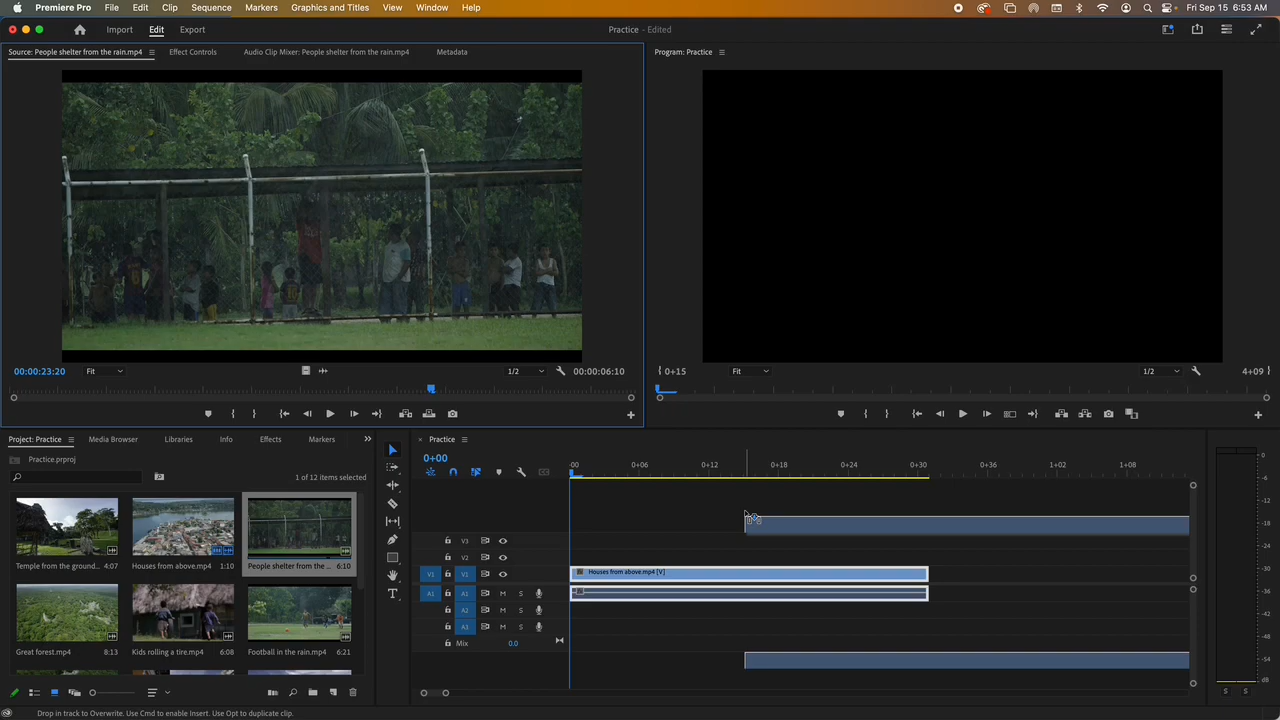 Premiere Pro File Edit Clip Sequence Markers Graphics and Titles View Window Help Fri Sep 15 6:53 AM
Import Edit Export Practice - Edited
Source: People shelter from the rain.mp4 Effect Controls Audio Clip Mixer: People shelter from the rain.mp4 Metadata Program: Practice
00:00:23:20 Fit 1/2 00:00:06:10 0+15 Fit 1/2 4+09
Project: Practice Media Browser Libraries Info Effects Markers
Practice.prproj
1 of 12 items selected
Temple from the ground... 4:07 Houses from above.mp4 1:10 People shelter from the ... 6:10
Great forest.mp4 8:13 Kids rolling a tire.mp4 6:08 Football in the rain.mp4 6:21
Practice
0+00
:00 0+06 0+12 0+18 0+24 0+30 0+36 1+08
V3
V2
V1 V1 Houses from above.mp4 [V]
A1 A1 M S
A2 M S
A3 M S
Mix 0.0
0
-6
-12
-18
-24
-30
-36
-42
-48
-54
dB
S S
Drop in track to Overwrite. Use Cmd to enable Insert. Use Opt to duplicate clip.